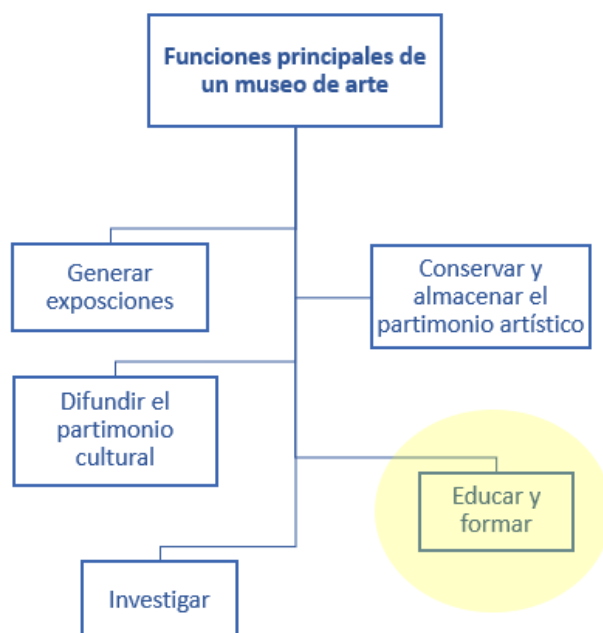 Funciones principales de
un museo de arte
Generar
exposciones
Conservar y
almacenar el
partimonio artístico
Difundir el
partimonio
cultural
Educar y
formar
Investigar